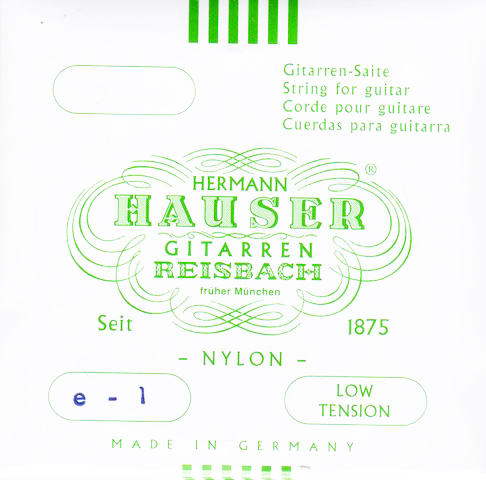 Gitarren-Saite
String for guitar
Corde pour guitare
Cuerdas para guitarra
®
HERMANN
HAUSER
GITARREN
REISBACH
früher München
Seit 1875
– NYLON –
e - 1
LOW
TENSION
MADE IN GERMANY